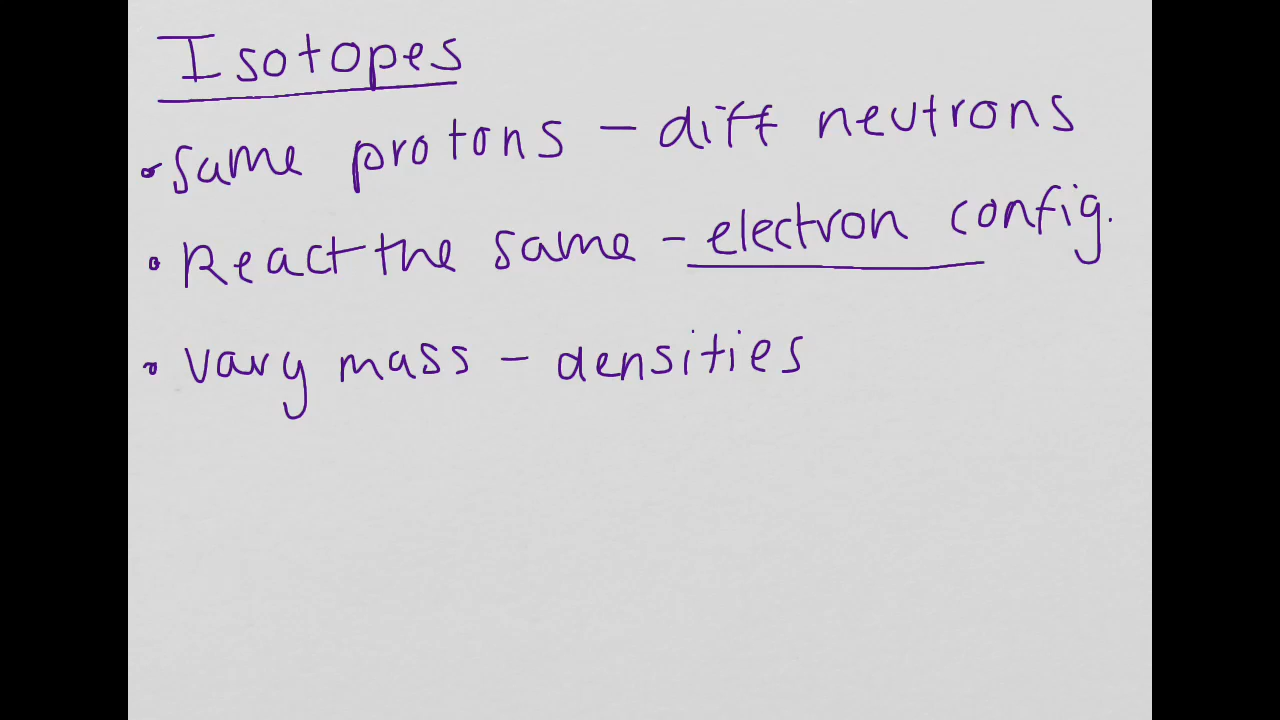 Isotopes
• same protons - diff neutrons
• React the same - electron config.
• vary mass - densities